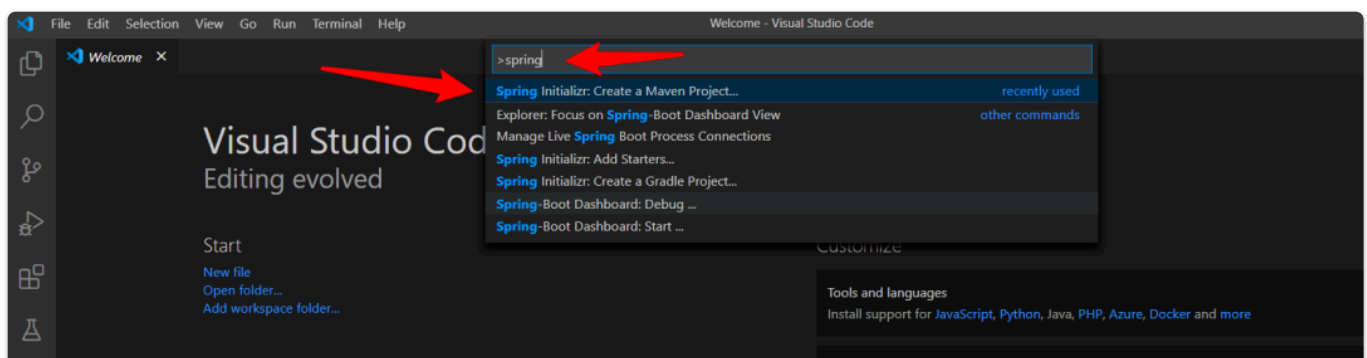 File Edit Selection View Go Run Terminal Help
Welcome - Visual Studio Code
Welcome
>spring
Spring Initializr: Create a Maven Project... recently used
Explorer: Focus on Spring-Boot Dashboard View other commands
Manage Live Spring Boot Process Connections
Spring Initializr: Add Starters...
Spring Initializr: Create a Gradle Project...
Spring-Boot Dashboard: Debug ...
Spring-Boot Dashboard: Start ...
Visual Studio Cod
Editing evolved
Start
New file
Open folder...
Add workspace folder...
Customize
Tools and languages
Install support for JavaScript, Python, Java, PHP, Azure, Docker and more